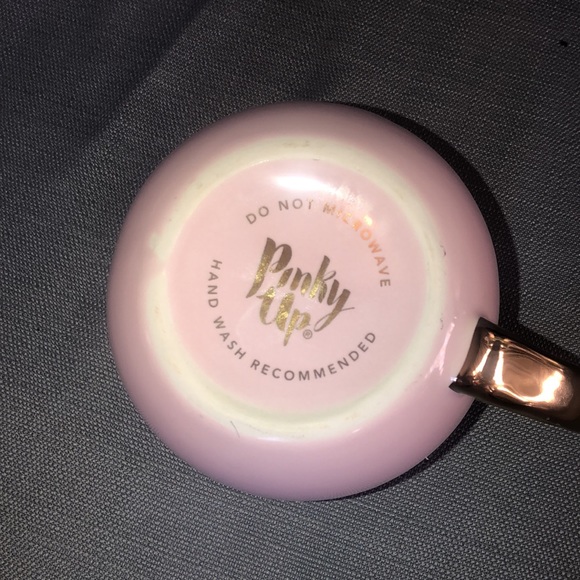 DO NOT MICROWAVE
Pinky
Up®
HAND WASH RECOMMENDED